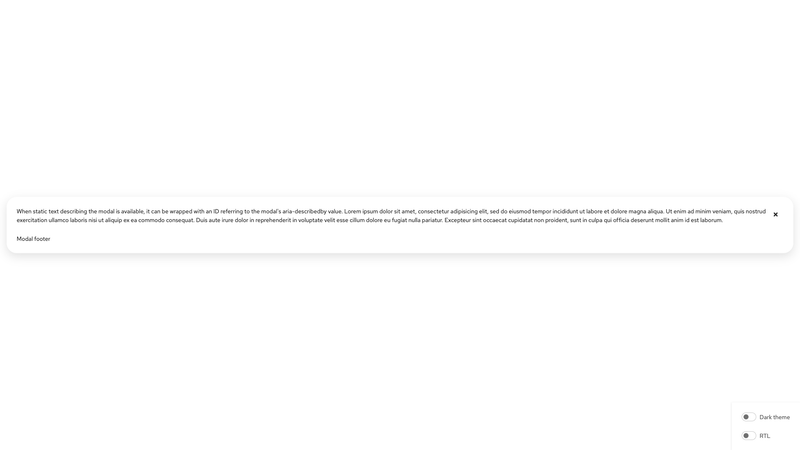 When static text describing the modal is available, it can be wrapped with an ID referring to the modal's aria-describedby value. Lorem ipsum dolor sit amet, consectetur adipisicing elit, sed do eiusmod tempor incididunt ut labore et dolore magna aliqua. Ut enim ad minim veniam, quis nostrud
exercitation ullamco laboris nisi ut aliquip ex ea commodo consequat. Duis aute irure dolor in reprehenderit in voluptate velit esse cillum dolore eu fugiat nulla pariatur. Excepteur sint occaecat cupidatat non proident, sunt in culpa qui officia deserunt mollit anim id est laborum.
Modal footer
Dark theme
RTL